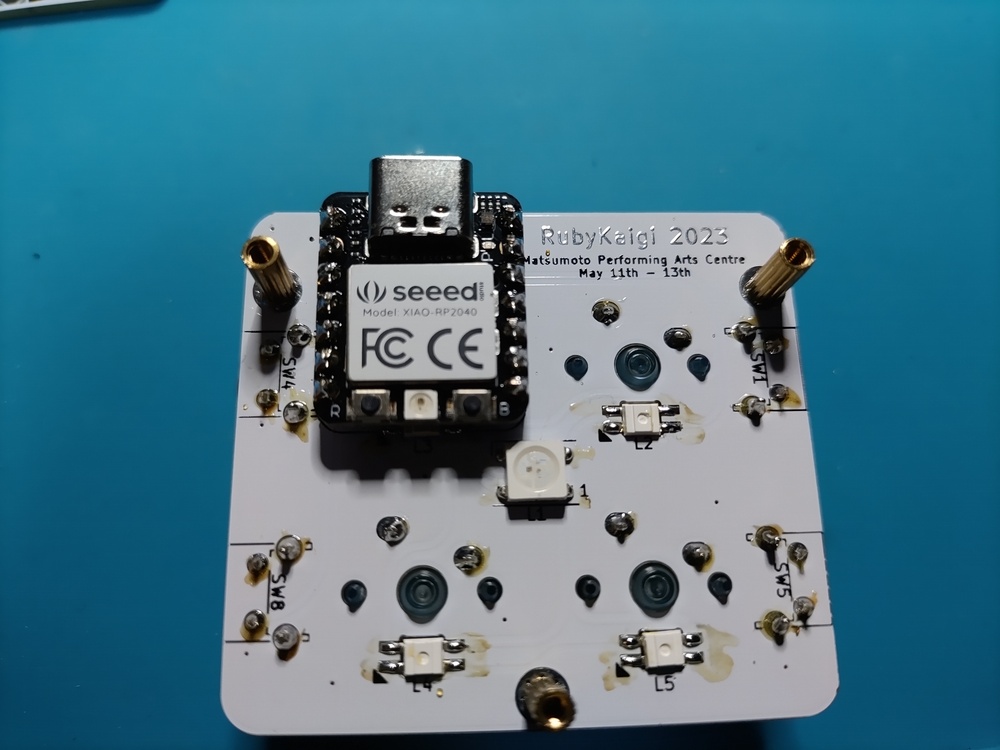 RubyKaigi 2023
Matsumoto Performing Arts Centre
May 11th – 13th
seeed
Model: XIAO-RP2040
FC CE
R
B
SW4
SW1
L2
1
L1
SW8
SW5
L4
L5